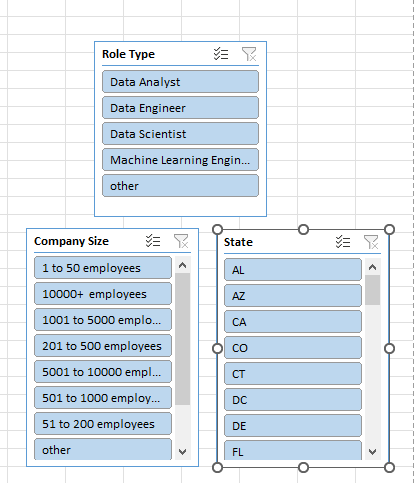 Role Type
Data Analyst
Data Engineer
Data Scientist
Machine Learning Engin...
other
Company Size
1 to 50 employees
10000+ employees
1001 to 5000 emplo...
201 to 500 employees
5001 to 10000 empl...
501 to 1000 employ...
51 to 200 employees
other
State
AL
AZ
CA
CO
CT
DC
DE
FL